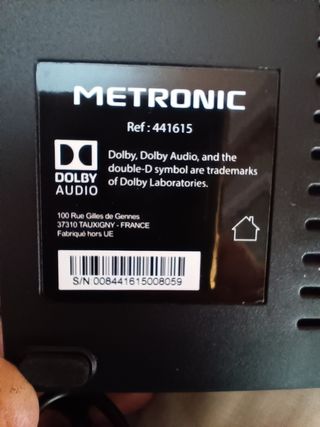 METRONIC
Ref : 441615
DOLBY
AUDIO
Dolby, Dolby Audio, and the
double-D symbol are trademarks
of Dolby Laboratories.
100 Rue Gilles de Gennes
37310 TAUXIGNY - FRANCE
Fabriqué hors UE
S/N:008441615008059